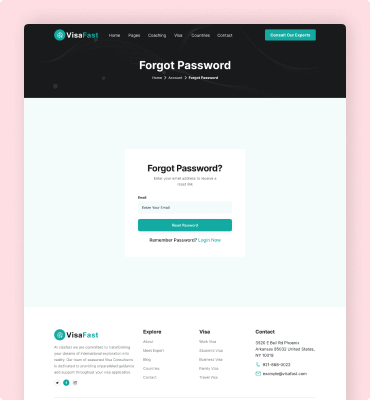 VisaFast
Home Pages Coaching Visa Countries Contact
Consult Our Experts
Forgot Password
Home > Account > Forgot Password
Forgot Password?
Enter your email address to receive a
reset link
Email
Enter Your Email
Reset Password
Remember Password? Login Now
VisaFast
At visafast we are committed to transforming
your dreams of international exploration into
reality. Our team of seasoned Visa Consultants
is dedicated to providing unparalleled guidance
and support throughout your visa application
Explore
About
Need Expert
Blog
Countries
Contact
Visa
Work Visa
Students Visa
Business Visa
Family Visa
Travel Visa
Contact
3520 E Bell Rd Phoenix
Arkansas 85032 United States,
NY 10018
921-888-0022
example@visafast.com